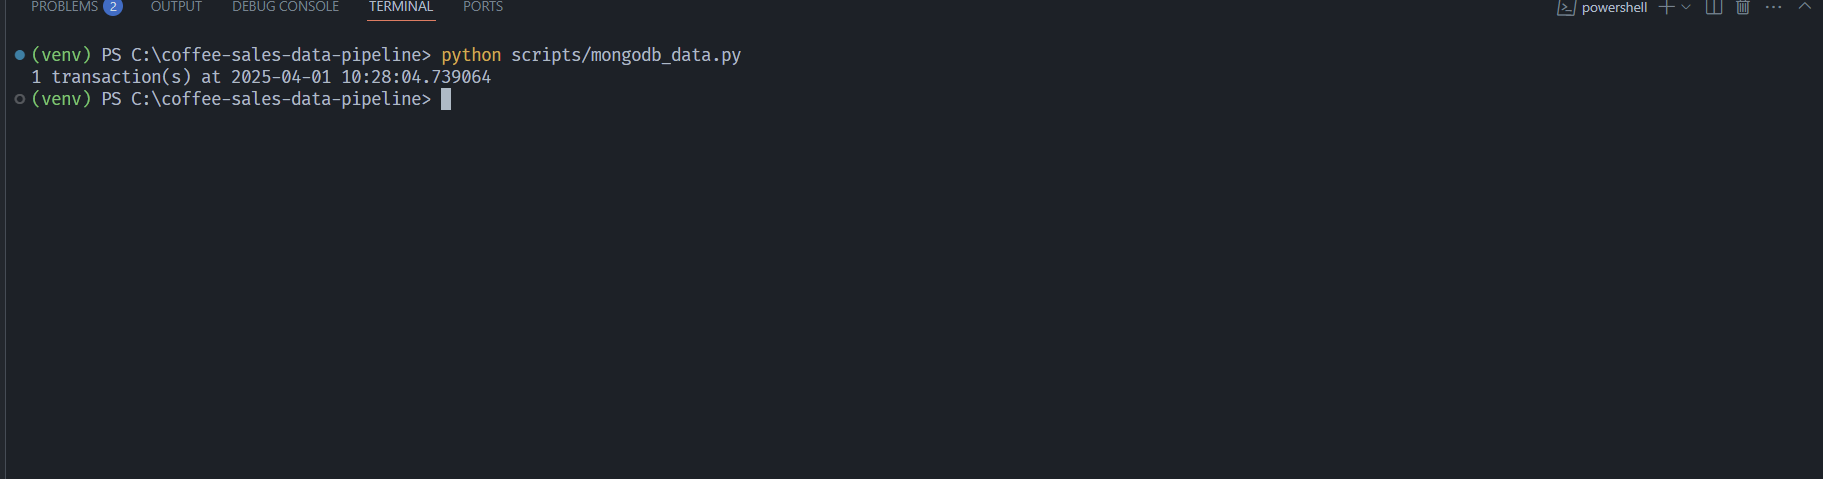 PROBLEMS 2 OUTPUT DEBUG CONSOLE TERMINAL PORTS powershell
(venv) PS C:\coffee-sales-data-pipeline> python scripts/mongodb_data.py
1 transaction(s) at 2025-04-01 10:28:04.739064
(venv) PS C:\coffee-sales-data-pipeline>